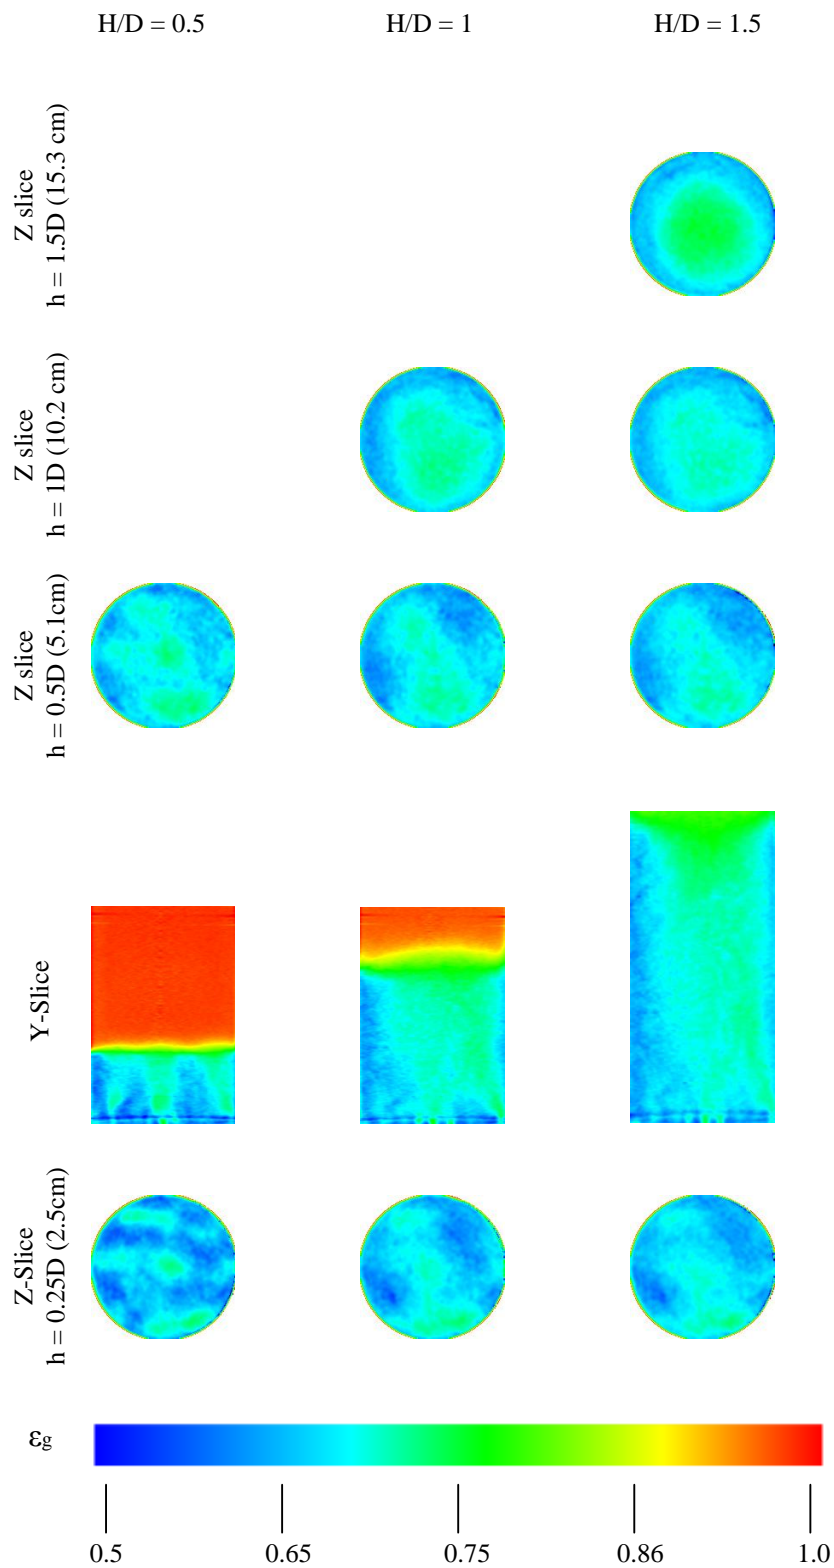 H/D = 0.5 H/D = 1 H/D = 1.5
Z slice
h = 1.5D (15.3 cm)
Z slice
h = 1D (10.2 cm)
Z slice
h = 0.5D (5.1cm)
Y-Slice
Z-Slice
h = 0.25D (2.5cm)
εg
0.5 0.65 0.75 0.86 1.0